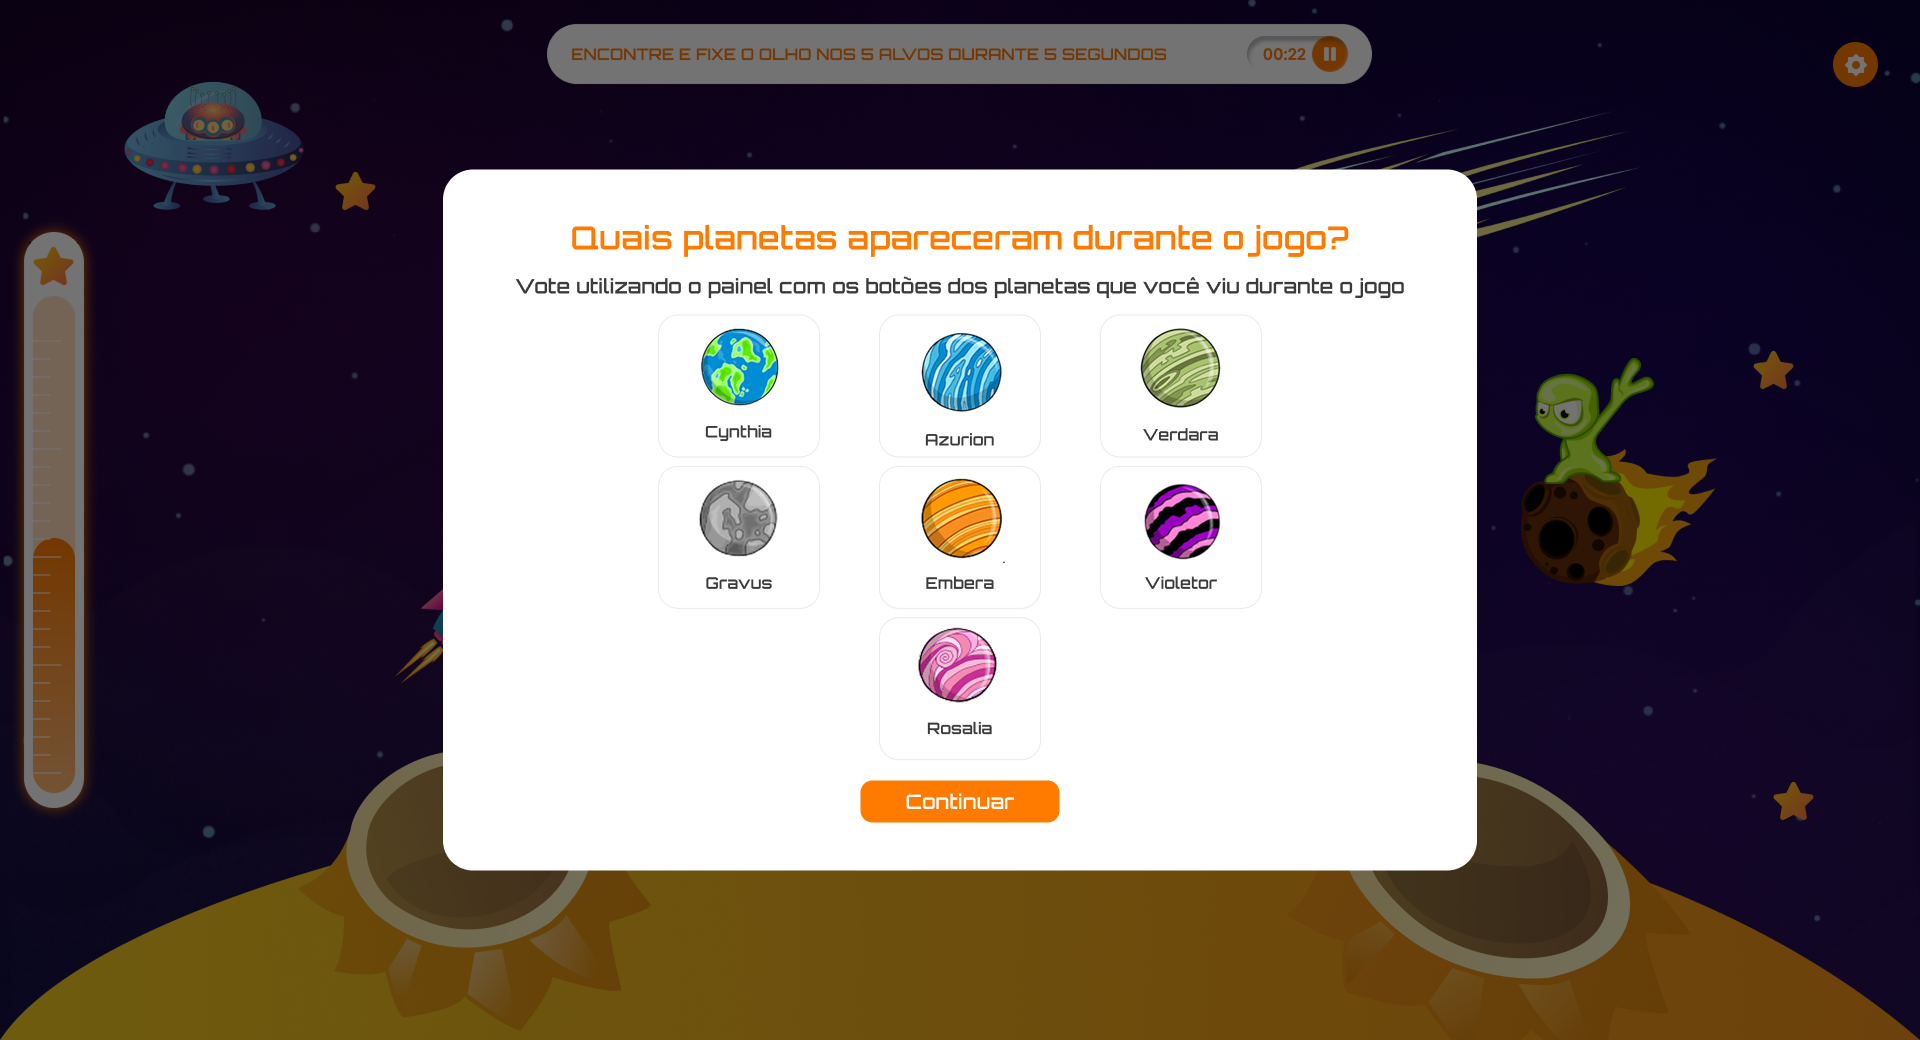 ENCONTRE E FIXE O OLHO NOS 5 ALVOS DURANTE 5 SEGUNDOS
00:22
Quais planetas apareceram durante o jogo?
Vote utilizando o painel com os botões dos planetas que você viu durante o jogo
Cynthia
Azurion
Verdara
Gravus
Embera
Violetor
Rosalia
Continuar